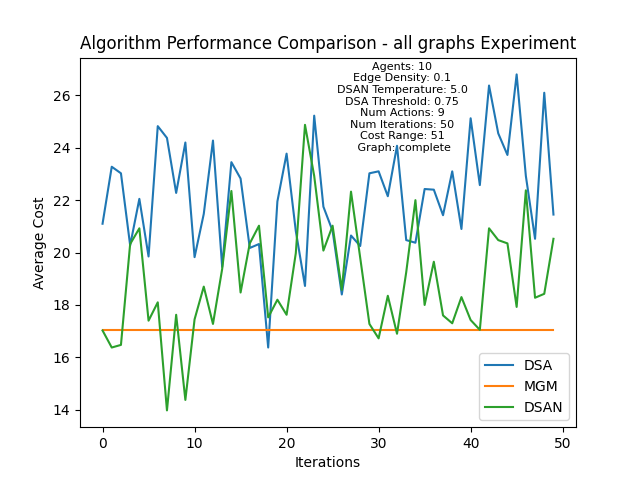 Algorithm Performance Comparison - all graphs Experiment
Agents: 10
Edge Density: 0.1
DSAN Temperature: 5.0
DSA Threshold: 0.75
Num Actions: 9
Num Iterations: 50
Cost Range: 51
Graph: complete
Average Cost
26
24
22
20
18
16
14
DSA
MGM
DSAN
0 10 20 30 40 50
Iterations